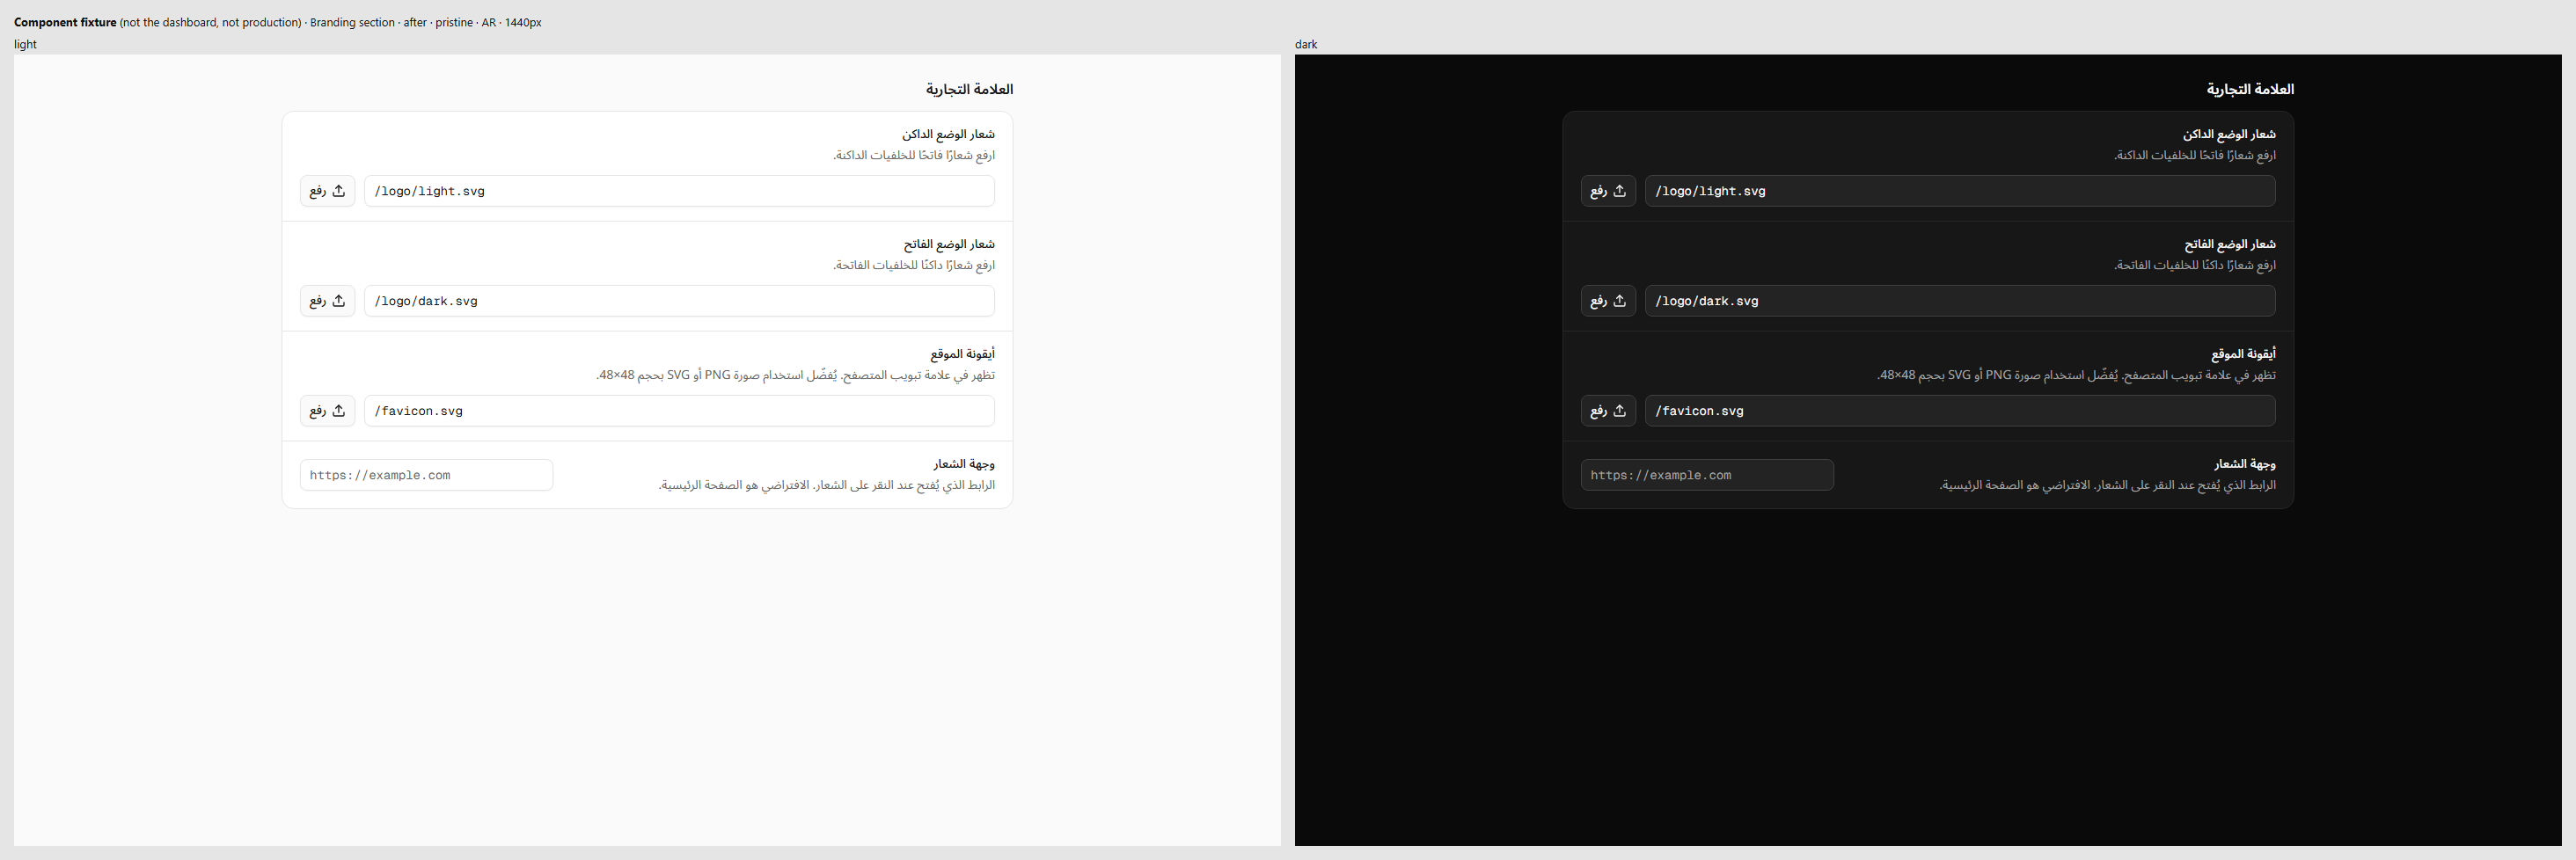 Component fixture (not the dashboard, not production) · Branding section · after · pristine · AR · 1440px
light
العلامة التجارية
شعار الوضع الداكن
ارفع شعارًا فاتحًا للخلفيات الداكنة.
/logo/light.svg
رفع
شعار الوضع الفاتح
ارفع شعارًا داكنًا للخلفيات الفاتحة.
/logo/dark.svg
رفع
أيقونة الموقع
تظهر في علامة تبويب المتصفح. يُفضّل استخدام صورة PNG أو SVG بحجم 48×48.
/favicon.svg
رفع
وجهة الشعار
الرابط الذي يُفتح عند النقر على الشعار. الافتراضي هو الصفحة الرئيسية.
https://example.com
dark
العلامة التجارية
شعار الوضع الداكن
ارفع شعارًا فاتحًا للخلفيات الداكنة.
/logo/light.svg
رفع
شعار الوضع الفاتح
ارفع شعارًا داكنًا للخلفيات الفاتحة.
/logo/dark.svg
رفع
أيقونة الموقع
تظهر في علامة تبويب المتصفح. يُفضّل استخدام صورة PNG أو SVG بحجم 48×48.
/favicon.svg
رفع
وجهة الشعار
الرابط الذي يُفتح عند النقر على الشعار. الافتراضي هو الصفحة الرئيسية.
https://example.com